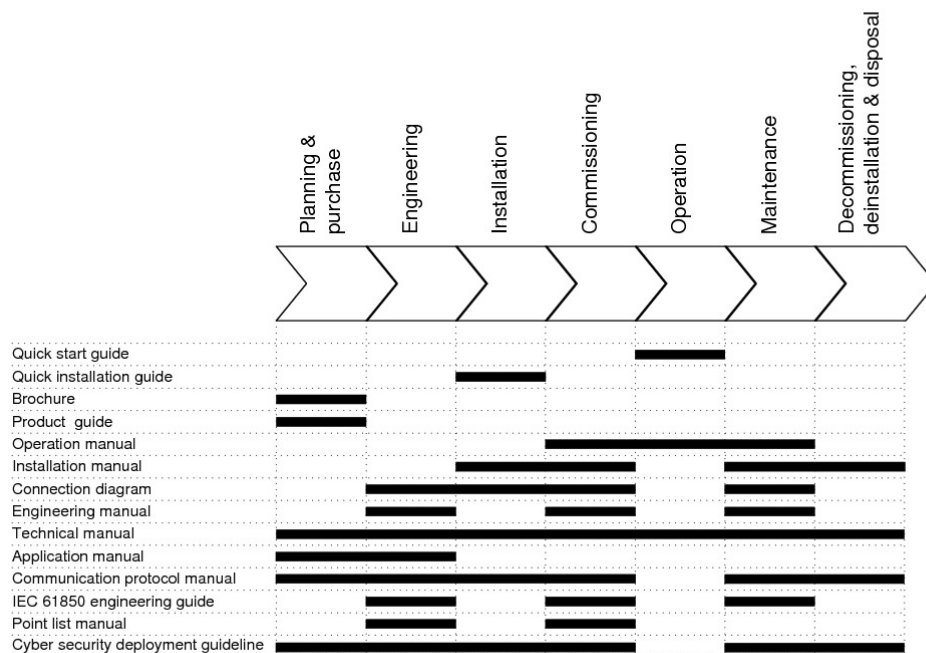 Planning &
purchase
Engineering
Installation
Commissioning
Operation
Maintenance
Decommissioning,
deinstallation & disposal
Quick start guide
Quick installation guide
Brochure
Product guide
Operation manual
Installation manual
Connection diagram
Engineering manual
Technical manual
Application manual
Communication protocol manual
IEC 61850 engineering guide
Point list manual
Cyber security deployment guideline